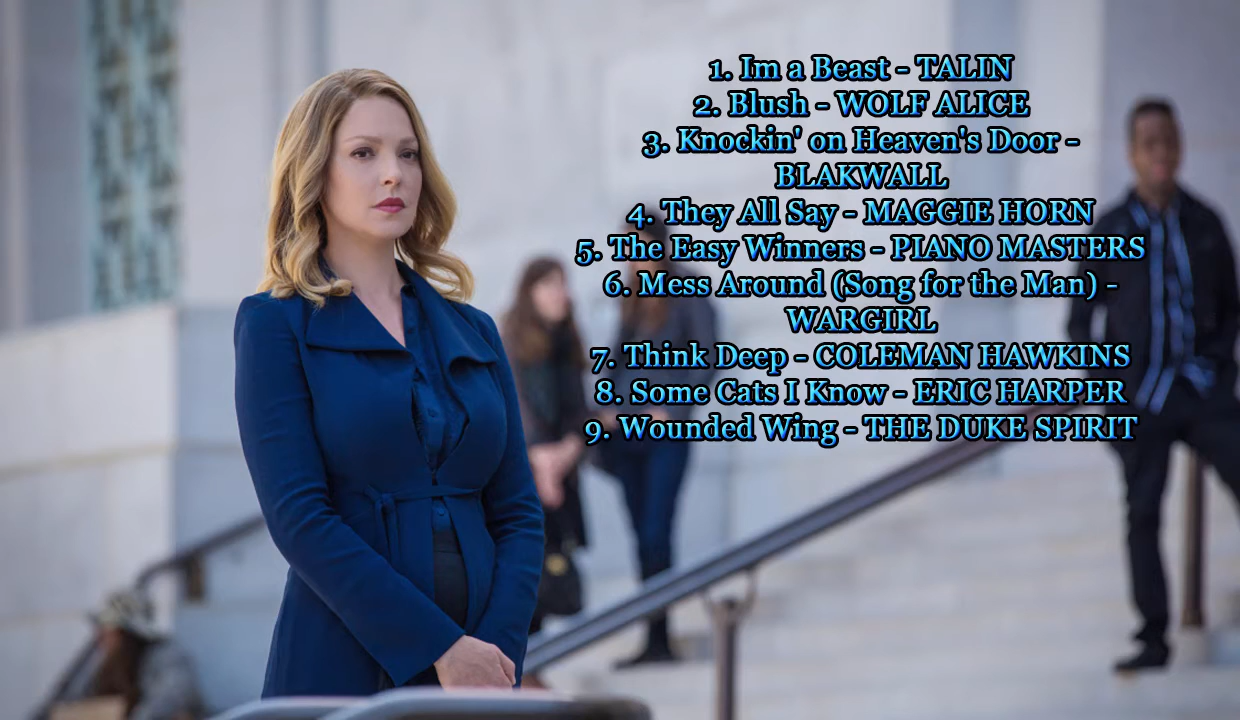 1. Im a Beast - TALIN
2. Blush - WOLF ALICE
3. Knockin' on Heaven's Door -
BLAKWALL
4. They All Say - MAGGIE HORN
5. The Easy Winners - PIANO MASTERS
6. Mess Around (Song for the Man) -
WARGIRL
7. Think Deep - COLEMAN HAWKINS
8. Some Cats I Know - ERIC HARPER
9. Wounded Wing - THE DUKE SPIRIT